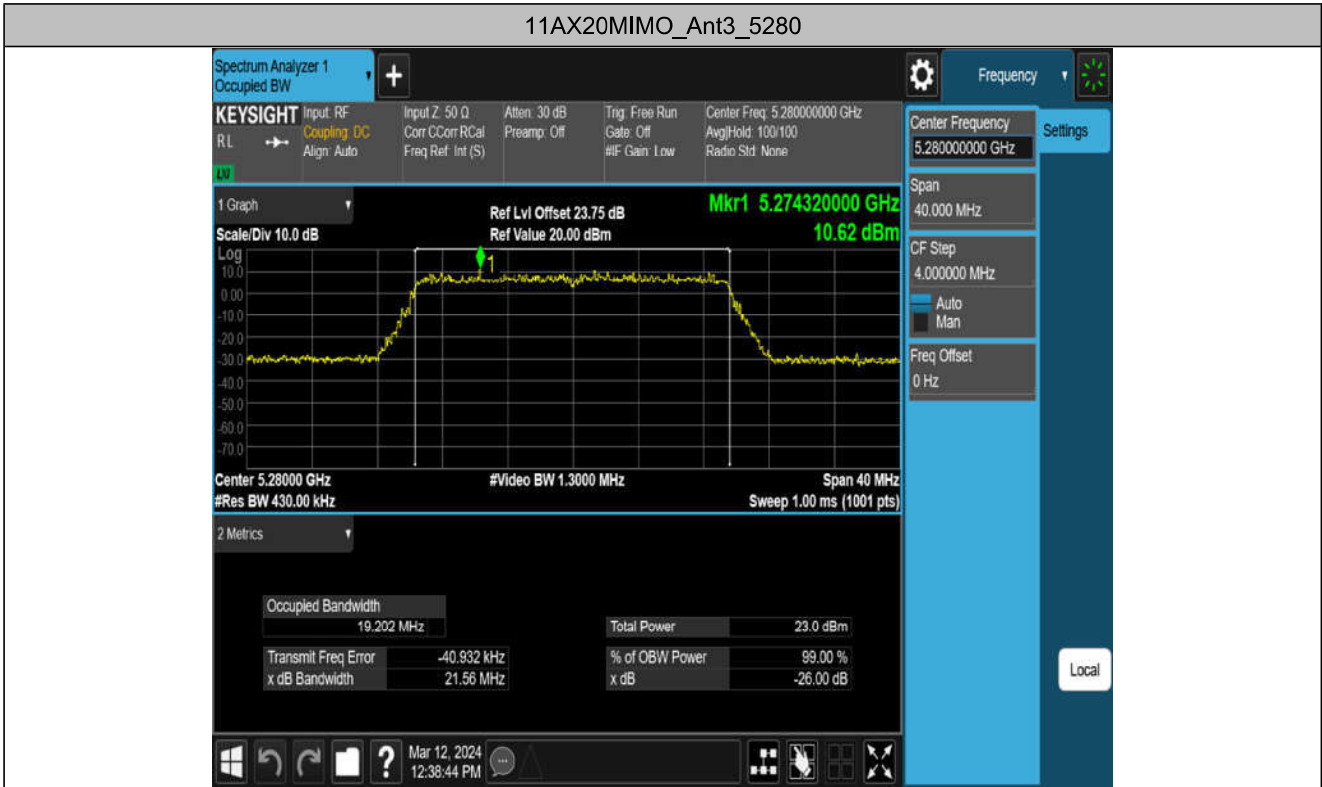 11AX20MIMO_Ant3_5280
Spectrum Analyzer 1
Occupied BW
+
Frequency
KEYSIGHT
R L
LXI
Input: RF
Coupling: DC
Align: Auto
Input Z: 50 Ω
Corr CCorr RCal
Freq Ref: Int (S)
Atten: 30 dB
Preamp: Off
Trig: Free Run
Gate: Off
#IF Gain: Low
Center Freq: 5.280000000 GHz
Avg|Hold: 100/100
Radio Std: None
Center Frequency
5.280000000 GHz
Settings
Span
40.000 MHz
CF Step
4.000000 MHz
Auto
Man
Freq Offset
0 Hz
1 Graph
Scale/Div 10.0 dB
Ref Lvl Offset 23.75 dB
Ref Value 20.00 dBm
Mkr1 5.274320000 GHz
10.62 dBm
Log
10.0
0.00
-10.0
-20.0
-30.0
-40.0
-50.0
-60.0
-70.0
1
Center 5.28000 GHz
#Res BW 430.00 kHz
#Video BW 1.3000 MHz
Span 40 MHz
Sweep 1.00 ms (1001 pts)
2 Metrics
Occupied Bandwidth
19.202 MHz
Total Power 23.0 dBm
Transmit Freq Error -40.932 kHz
% of OBW Power 99.00 %
x dB Bandwidth 21.56 MHz
x dB -26.00 dB
Local
?
Mar 12, 2024
12:38:44 PM